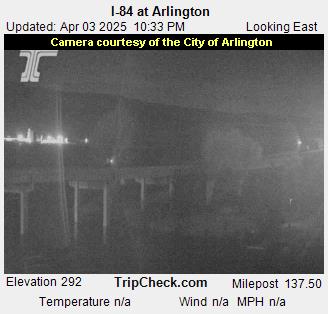 I-84 at Arlington
Updated: Apr 03 2025 10:33 PM Looking East
Camera courtesy of the City of Arlington
Elevation 292 TripCheck.com Milepost 137.50
Temperature n/a Wind n/a MPH n/a